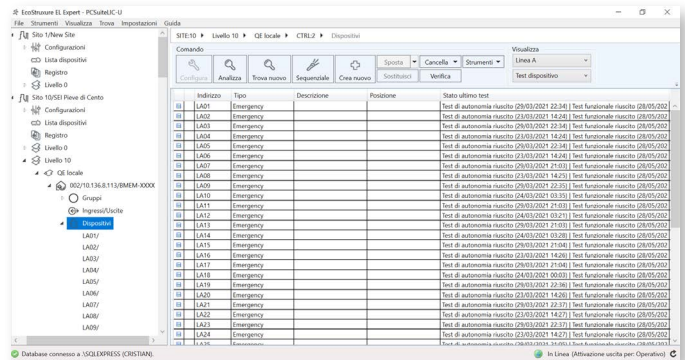 EcoStruxure EL Expert - PCSuiteLIC-U
File Strumenti Visualizza Trova Impostazioni Guida
Sito 1/New Site
Configurazioni
Lista dispositivi
Registro
Livello 0
Sito 10/SEI Pieve di Cento
Configurazioni
Lista dispositivi
Registro
Livello 0
Livello 10
QE locale
002/10.136.8.113/BMEM-XXXX
Gruppi
Ingressi/Uscite
Dispositivi
LA01/
LA02/
LA03/
LA04/
LA05/
LA06/
LA07/
LA08/
LA09/
SITE:10 Livello 10 QE locale CTRL:2 Dispositivi
Comando
Configura Analizza Trova nuovo Sequenziale Crea nuovo
Sposta Cancella Strumenti
Sostituisci Verifica
Visualizza
Linea A
Test dispositivo
Indirizzo Tipo Descrizione Posizione Stato ultimo test
LA01 Emergency Test di autonomia riuscito (29/03/2021 22:34) | Test funzionale riuscito (28/05/202
LA02 Emergency Test di autonomia riuscito (23/03/2021 14:24) | Test funzionale riuscito (28/05/202
LA03 Emergency Test di autonomia riuscito (29/03/2021 22:34) | Test funzionale riuscito (28/05/202
LA04 Emergency Test di autonomia riuscito (23/03/2021 14:24) | Test funzionale riuscito (28/05/202
LA05 Emergency Test di autonomia riuscito (29/03/2021 22:34) | Test funzionale riuscito (28/05/202
LA06 Emergency Test di autonomia riuscito (23/03/2021 14:24) | Test funzionale riuscito (28/05/202
LA07 Emergency Test di autonomia riuscito (29/03/2021 21:03) | Test funzionale riuscito (28/05/202
LA08 Emergency Test di autonomia riuscito (23/03/2021 14:25) | Test funzionale riuscito (28/05/202
LA09 Emergency Test di autonomia riuscito (29/03/2021 22:35) | Test funzionale riuscito (28/05/202
LA10 Emergency Test di autonomia riuscito (24/03/2021 03:35) | Test funzionale riuscito (28/05/202
LA11 Emergency Test di autonomia riuscito (29/03/2021 21:03) | Test funzionale riuscito (28/05/202
LA12 Emergency Test di autonomia riuscito (24/03/2021 03:21) | Test funzionale riuscito (28/05/202
LA13 Emergency Test di autonomia riuscito (29/03/2021 21:03) | Test funzionale riuscito (28/05/202
LA14 Emergency Test di autonomia riuscito (24/03/2021 03:28) | Test funzionale riuscito (28/05/202
LA15 Emergency Test di autonomia riuscito (29/03/2021 21:04) | Test funzionale riuscito (28/05/202
LA16 Emergency Test di autonomia riuscito (23/03/2021 14:26) | Test funzionale riuscito (28/05/202
LA17 Emergency Test di autonomia riuscito (29/03/2021 21:04) | Test funzionale riuscito (28/05/202
LA18 Emergency Test di autonomia riuscito (24/03/2021 00:03) | Test funzionale riuscito (28/05/202
LA19 Emergency Test di autonomia riuscito (29/03/2021 22:36) | Test funzionale riuscito (28/05/202
LA20 Emergency Test di autonomia riuscito (23/03/2021 14:26) | Test funzionale riuscito (28/05/202
LA21 Emergency Test di autonomia riuscito (29/03/2021 22:37) | Test funzionale riuscito (28/05/202
LA22 Emergency Test di autonomia riuscito (23/03/2021 14:27) | Test funzionale riuscito (28/05/202
LA23 Emergency Test di autonomia riuscito (29/03/2021 22:37) | Test funzionale riuscito (28/05/202
LA24 Emergency Test di autonomia riuscito (23/03/2021 14:27) | Test funzionale riuscito (28/05/202
LA25 Emergency Test di autonomia riuscito (29/03/2021 21:05) | Test funzionale riuscito (28/05/202
Database connesso a .\SQLEXPRESS (CRISTIAN).
In Linea (Attivazione uscita per: Operativo)